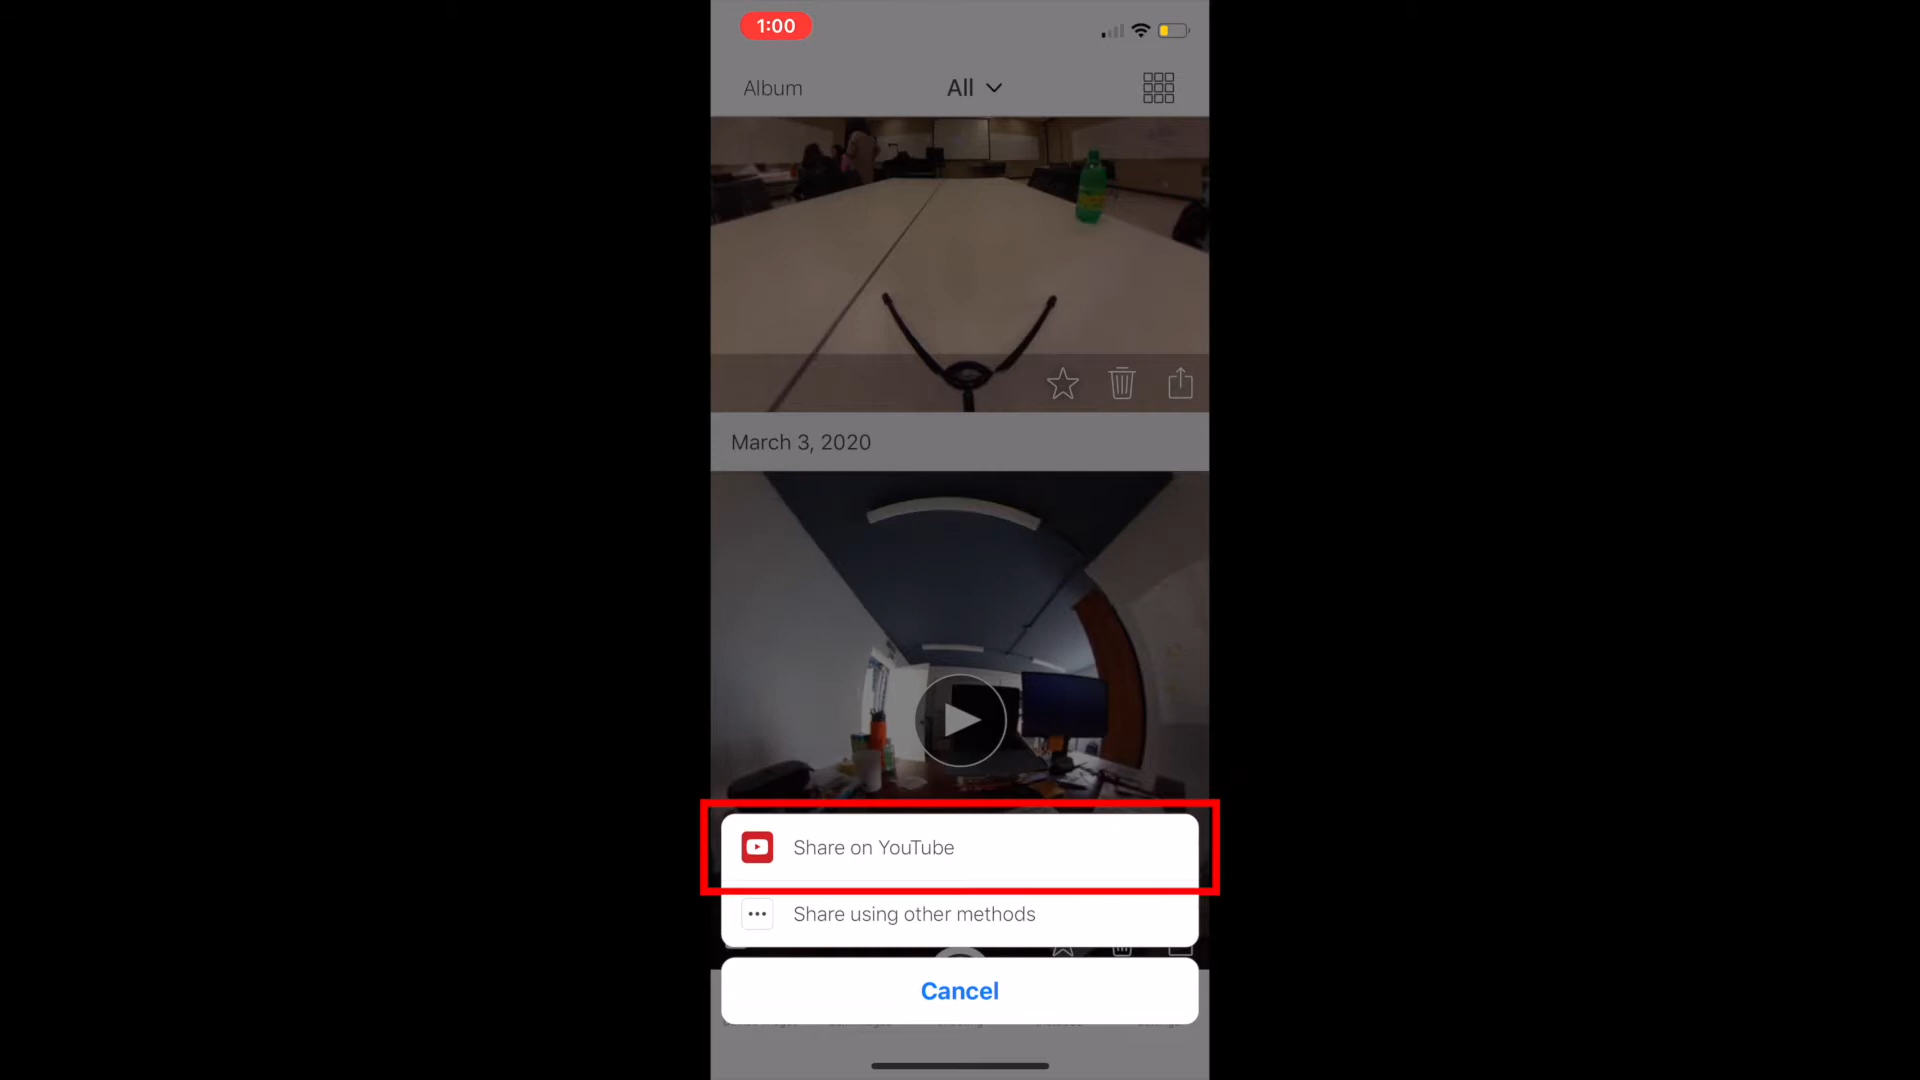 1:00
Album
All
March 3, 2020
Share on YouTube
Share using other methods
Cancel